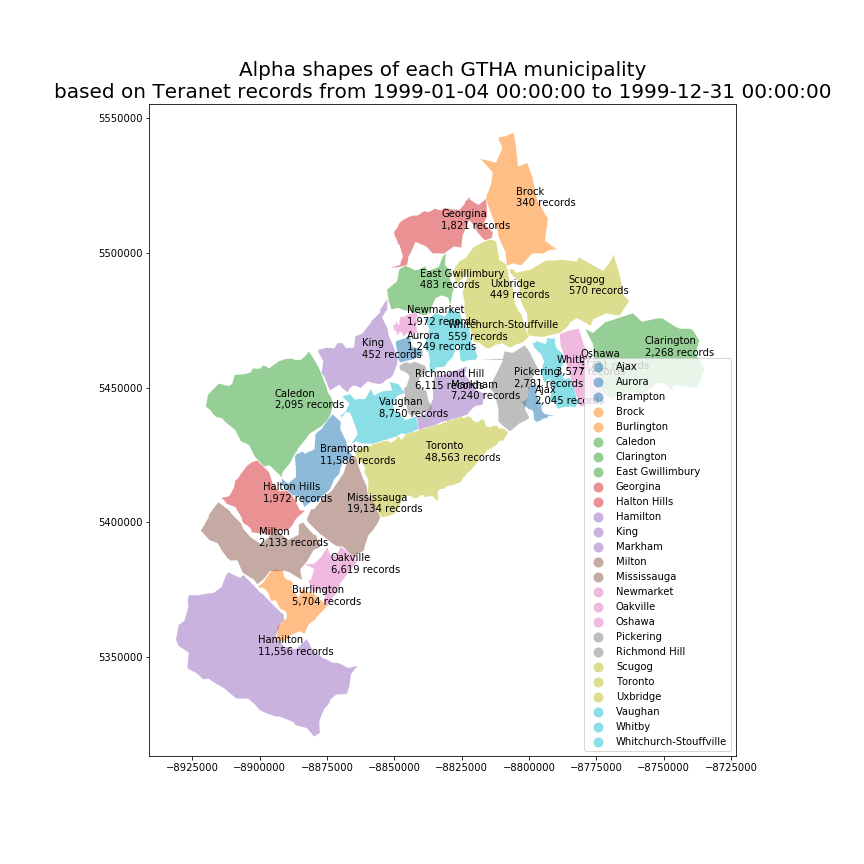 Alpha shapes of each GTHA municipality
based on Teranet records from 1999-01-04 00:00:00 to 1999-12-31 00:00:00
5550000
5500000
5450000
5400000
5350000
Brock
340 records
Georgina
1,821 records
East Gwillimbury
483 records
Uxbridge
449 records
Scugog
570 records
Newmarket
1,972 records
Aurora
1,249 records
Whitchurch-Stouffville
559 records
King
452 records
Clarington
2,268 records
Oshawa
records
Whitb
3,577
Pickering
2,781 records
Ajax
2,045 records
Richmond Hill
6,115 records
Markham
7,240 records
Caledon
2,095 records
Vaughan
8,750 records
Brampton
11,586 records
Toronto
48,563 records
Halton Hills
1,972 records
Mississauga
19,134 records
Milton
2,133 records
Oakville
6,619 records
Burlington
5,704 records
Hamilton
11,556 records
Ajax
Aurora
Brampton
Brock
Burlington
Caledon
Clarington
East Gwillimbury
Georgina
Halton Hills
Hamilton
King
Markham
Milton
Mississauga
Newmarket
Oakville
Oshawa
Pickering
Richmond Hill
Scugog
Toronto
Uxbridge
Vaughan
Whitby
Whitchurch-Stouffville
−8925000
−8900000
−8875000
−8850000
−8825000
−8800000
−8775000
−8750000
−8725000